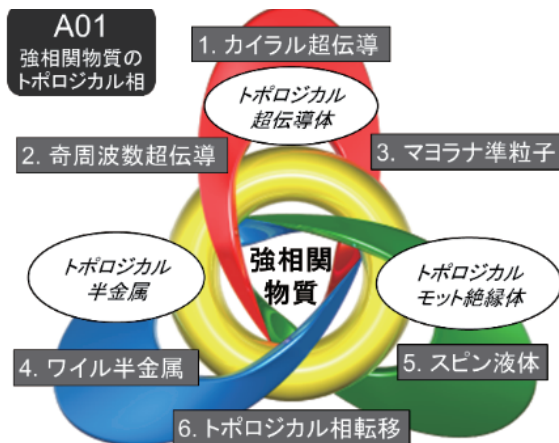 A01
強相関物質の
トポロジカル相
1. カイラル超伝導
トポロジカル
超伝導体
2. 奇周波数超伝導
3. マヨラナ準粒子
強相関
物質
トポロジカル
半金属
トポロジカル
モット絶縁体
4. ワイル半金属
5. スピン液体
6. トポロジカル相転移